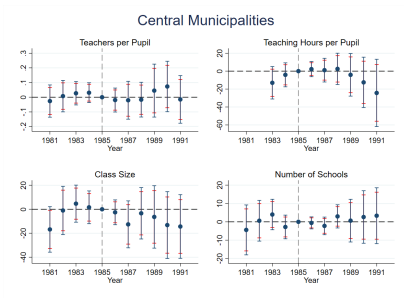 Central Municipalities
Teachers per Pupil
.3
.2
.1
0
-.1
-.2
1981 1983 1985 1987 1989 1991
Year
Teaching Hours per Pupil
20
0
-20
-40
-60
1981 1983 1985 1987 1989 1991
Year
Class Size
20
0
-20
-40
1981 1983 1985 1987 1989 1991
Year
Number of Schools
20
10
0
-10
-20
1981 1983 1985 1987 1989 1991
Year